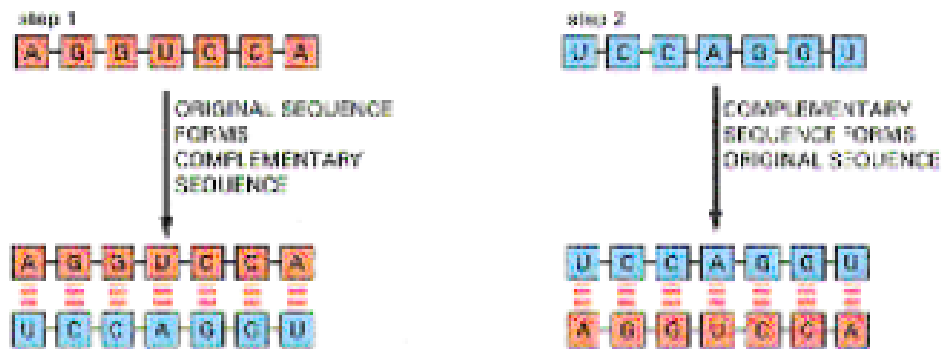 step 1
A G G U C C A
ORIGINAL SEQUENCE
FORMS
COMPLEMENTARY
SEQUENCE
A G G U C C A
U C C A G G U
step 2
U C C A G G U
COMPLEMENTARY
SEQUENCE FORMS
ORIGINAL SEQUENCE
U C C A G G U
A G G U C C A